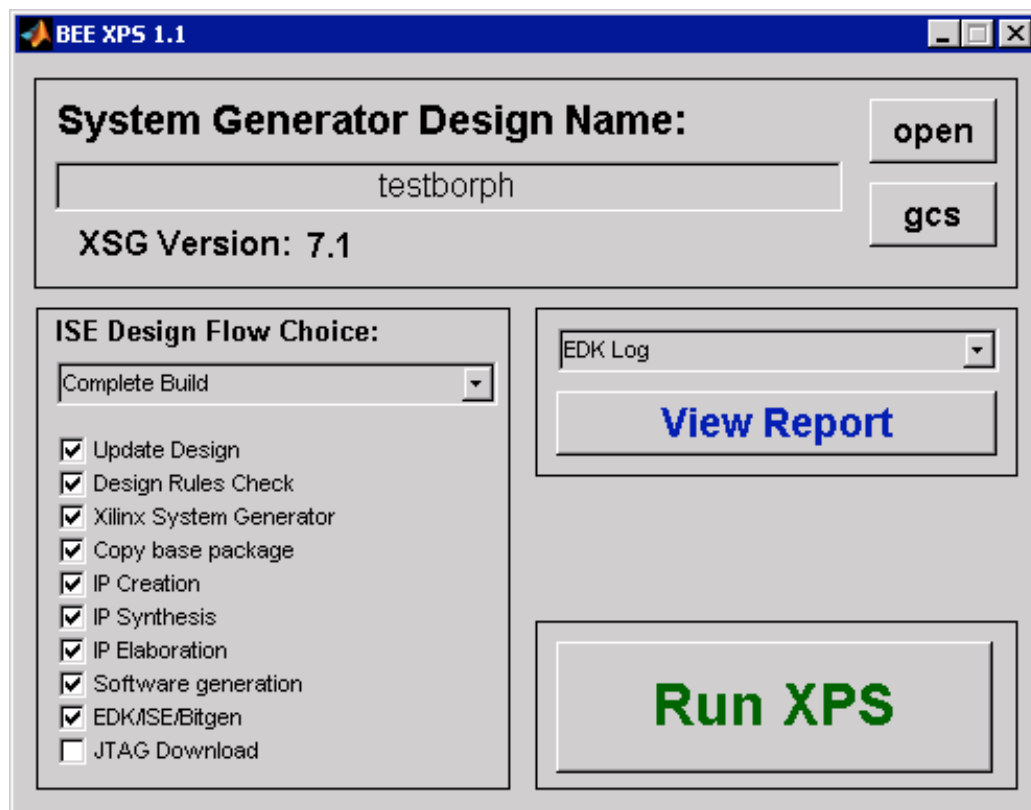 BEE XPS 1.1
System Generator Design Name:
open
testborph
gcs
XSG Version: 7.1
ISE Design Flow Choice:
Complete Build
Update Design
Design Rules Check
Xilinx System Generator
Copy base package
IP Creation
IP Synthesis
IP Elaboration
Software generation
EDK/ISE/Bitgen
JTAG Download
EDK Log
View Report
Run XPS